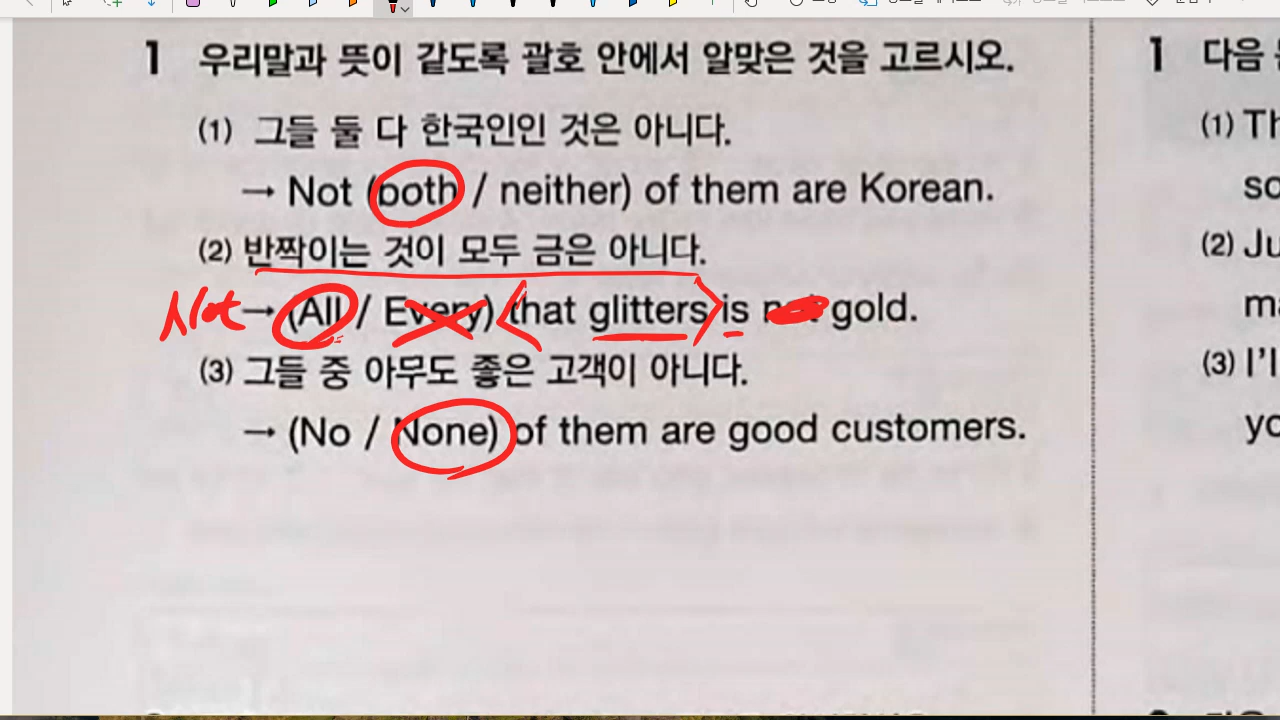 1 우리말과 뜻이 같도록 괄호 안에서 알맞은 것을 고르시오.
(1) 그들 둘 다 한국인인 것은 아니다.
→ Not (both / neither) of them are Korean.
(2) 반짝이는 것이 모두 금은 아니다.
Not → (All / Every) that glitters is not gold.
(3) 그들 중 아무도 좋은 고객이 아니다.
→ (No / None) of them are good customers.
1 다음
(1) Th
so
(2) Ju
ma
(3) I'l
yo